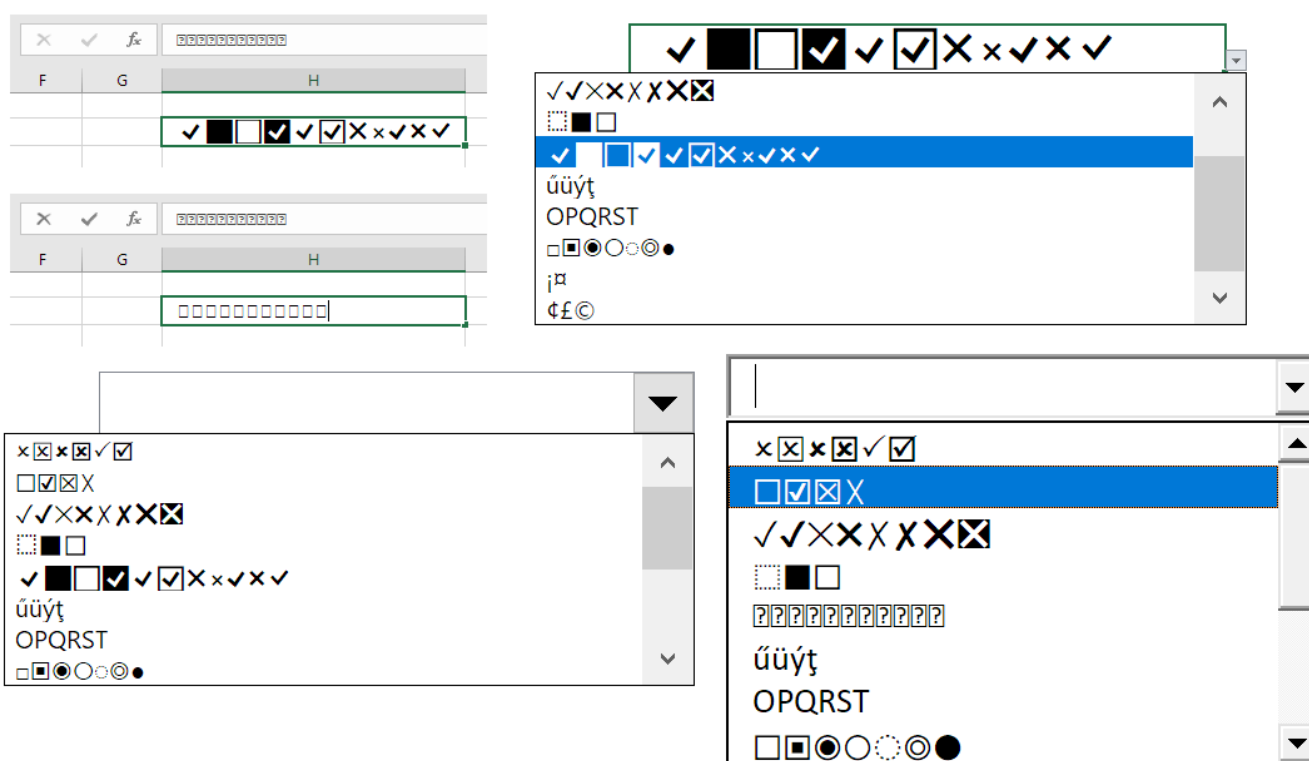 fx ⍰⍰⍰⍰⍰⍰⍰⍰⍰⍰⍰
F G H
✔■□☑✔☑✕×✔✕✔
fx ⍰⍰⍰⍰⍰⍰⍰⍰⍰⍰⍰
F G H
□□□□□□□□□□□
✔■□☑✔☑✕×✔✕✔
✓✔✕✖✗✘❌❎
⬚■□
✔■□☑✔☑✕×✔✕✔
űüýţ
OPQRST
□▣◉○◌◎●
¡¤
¢£©
🗴🗵🗶🗷🗸🗹
☐☑☒☓
✓✔✕✖✗✘❌❎
⬚■□
✔■□☑✔☑✕×✔✕✔
űüýţ
OPQRST
□▣◉○◌◎●
🗴🗵🗶🗷🗸🗹
☐☑☒☓
✓✔✕✖✗✘❌❎
⬚■□
⍰⍰⍰⍰⍰⍰⍰⍰⍰⍰⍰
űüýţ
OPQRST
□▣◉○◌◎●